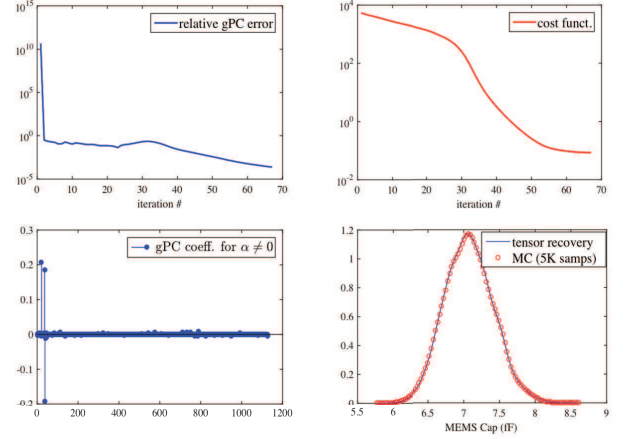 10^15
10^10
10^5
10^0
10^-5
relative gPC error
0 10 20 30 40 50 60 70
iteration #
10^4
10^2
10^0
10^-2
cost funct.
0 10 20 30 40 50 60 70
iteration #
0.3
0.2
0.1
0
-0.1
-0.2
gPC coeff. for α ≠ 0
0 200 400 600 800 1000 1200
1.2
1
0.8
0.6
0.4
0.2
0
tensor recovery
MC (5K samps)
5.5 6 6.5 7 7.5 8 8.5 9
MEMS Cap (fF)